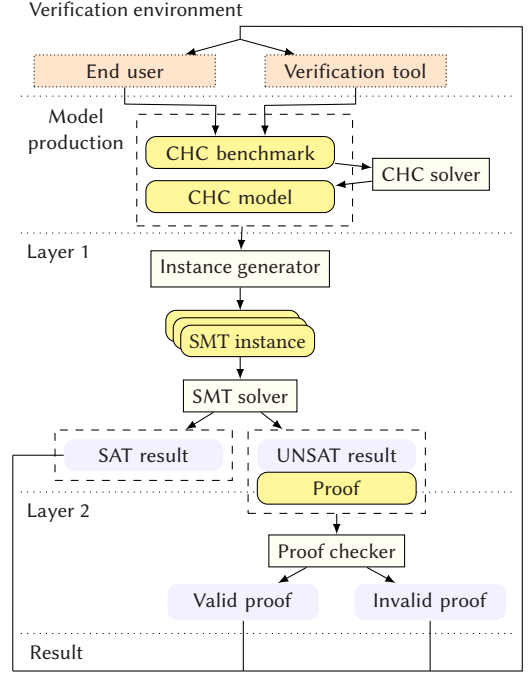 Verification environment
End user
Verification tool
Model
production
CHC benchmark
CHC solver
CHC model
Layer 1
Instance generator
SMT instance
SMT solver
SAT result
UNSAT result
Proof
Layer 2
Proof checker
Valid proof
Invalid proof
Result